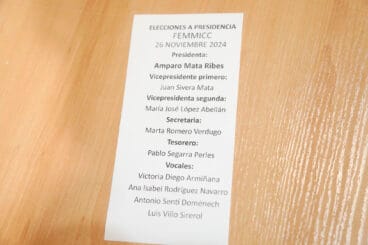 ELECCIONES A PRESIDENCIA
FEMMICC
26 NOVIEMBRE 2024
Presidenta:
Amparo Mata Ribes
Vicepresidente primero:
Juan Sivera Mata
Vicepresidenta segunda:
María José López Abellán
Secretaria:
Marta Romero Verdugo
Tesorero:
Pablo Segarra Perles
Vocales:
Victoria Diego Armiñana
Ana Isabel Rodríguez Navarro
Antonio Sentí Domenech
Luis Villo Sirerol